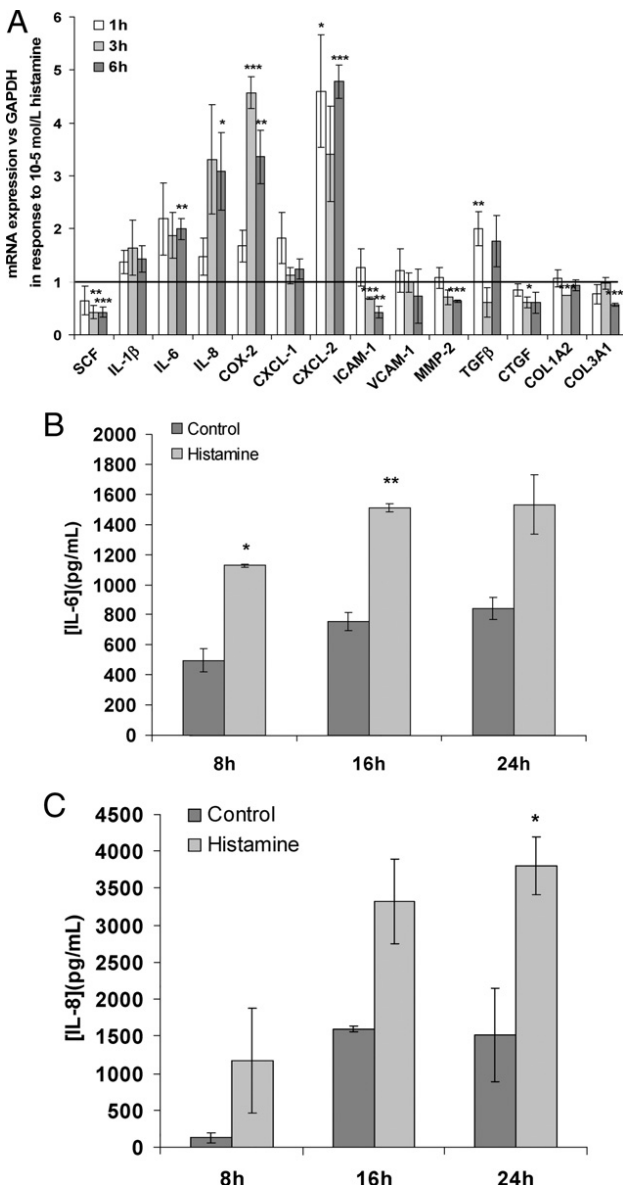 A
mRNA expression vs GAPDH
in response to 10-5 mol/L histamine
6
5
4
3
2
1
0
1h
3h
6h
** *** ** * *** ** * *** *** ** *** ** * *** ***
SCF IL-1β IL-6 IL-8 COX-2 CXCL-1 CXCL-2 ICAM-1 VCAM-1 MMP-2 TGFβ CTGF COL1A2 COL3A1
B
[IL-6](pg/mL)
2000
1800
1600
1400
1200
1000
800
600
400
200
0
Control
Histamine
* **
8h 16h 24h
C
[IL-8](pg/mL)
4500
4000
3500
3000
2500
2000
1500
1000
500
0
Control
Histamine
*
8h 16h 24h